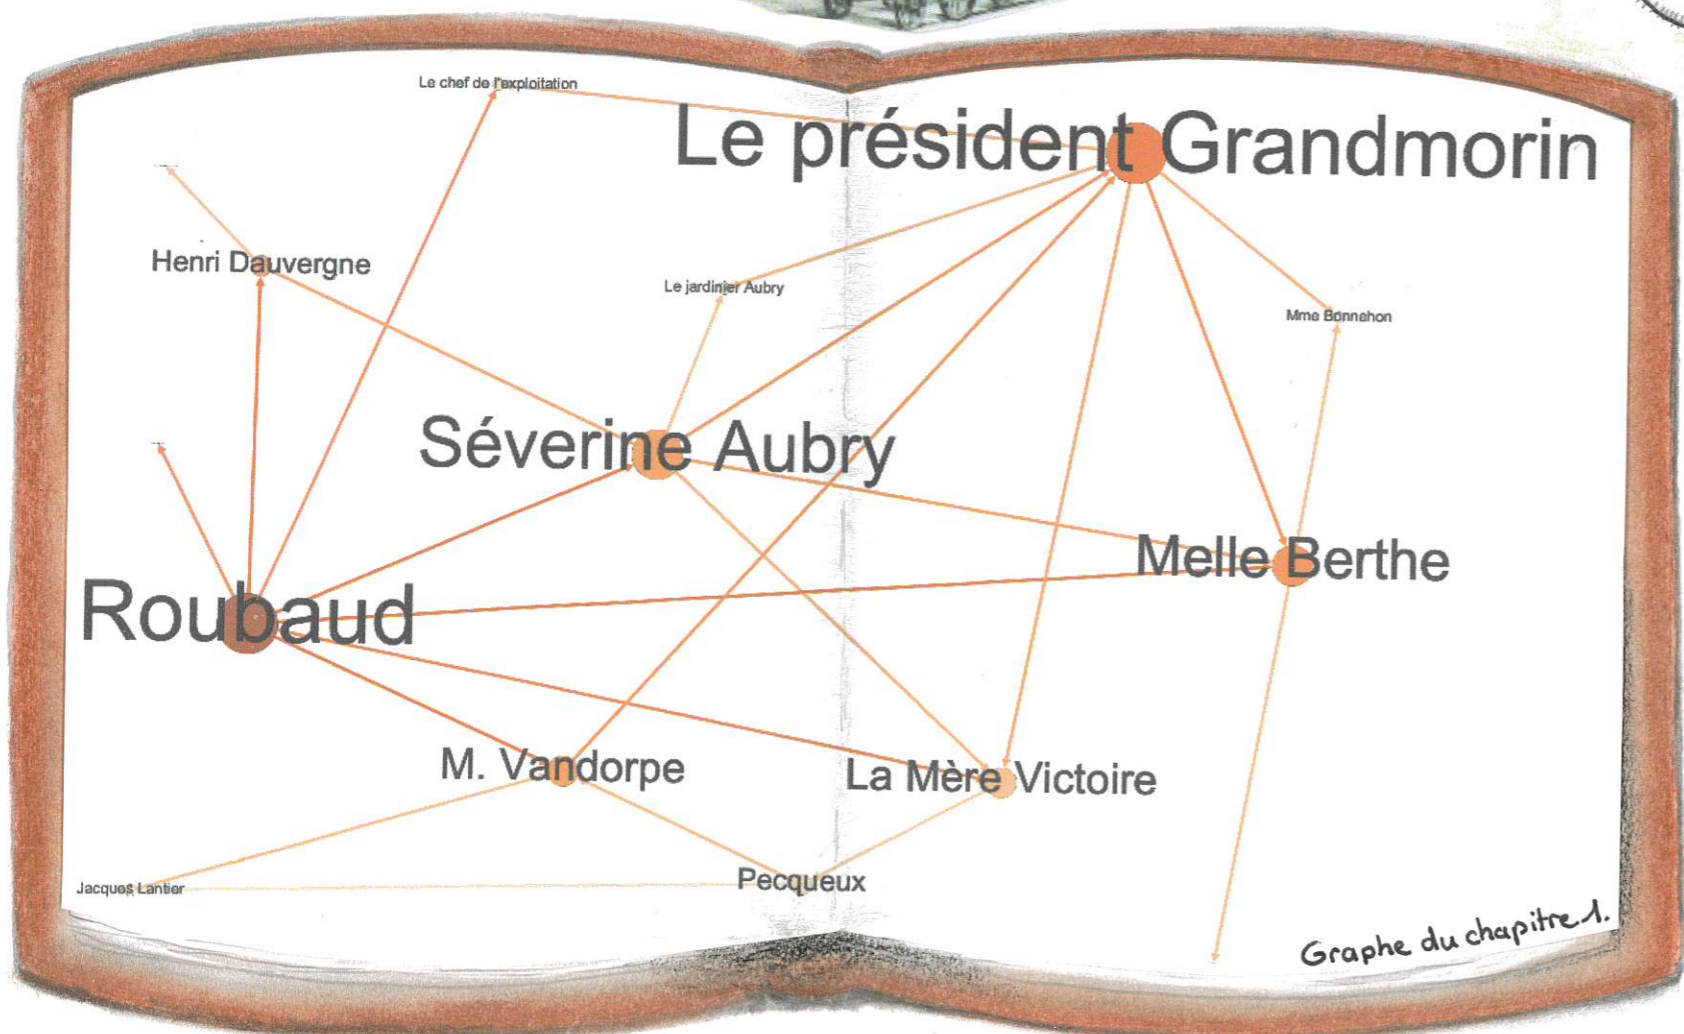 Le chef de l'exploitation
Le président Grandmorin
Henri Dauvergne
Le jardinier Aubry
Mme Bonnehon
Séverine Aubry
Melle Berthe
Roubaud
M. Vandorpe
La Mère Victoire
Pecqueux
Jacques Lantier
Graphe du chapitre 1.